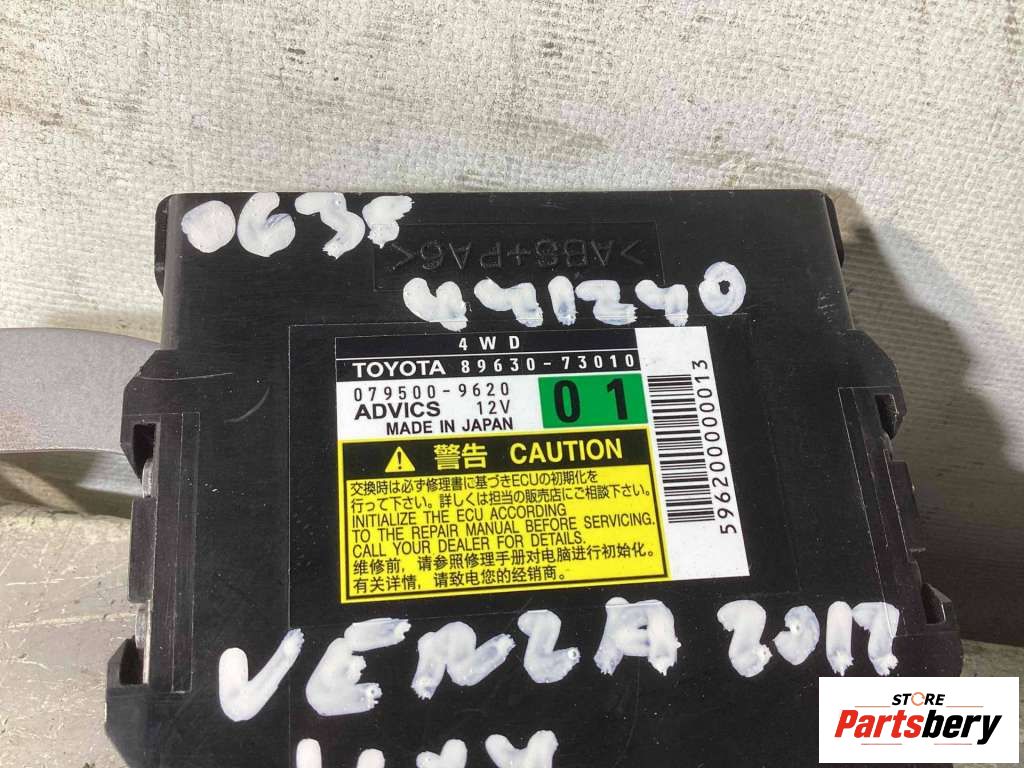 063F
>ABS+PA6<
441240
4WD
TOYOTA 89630-73010
079500-9620
ADVICS 12V
MADE IN JAPAN
01
警告 CAUTION
交換時は必ず修理書に基づきECUの初期化を
行って下さい。詳しくは担当の販売店にご相談下さい。
INITIALIZE THE ECU ACCORDING
TO THE REPAIR MANUAL BEFORE SERVICING.
CALL YOUR DEALER FOR DETAILS.
维修前，请参照修理手册对电脑进行初始化。
有关详情，请致电您的经销商。
596200000013
VENZA 2017
STORE
Partsbery